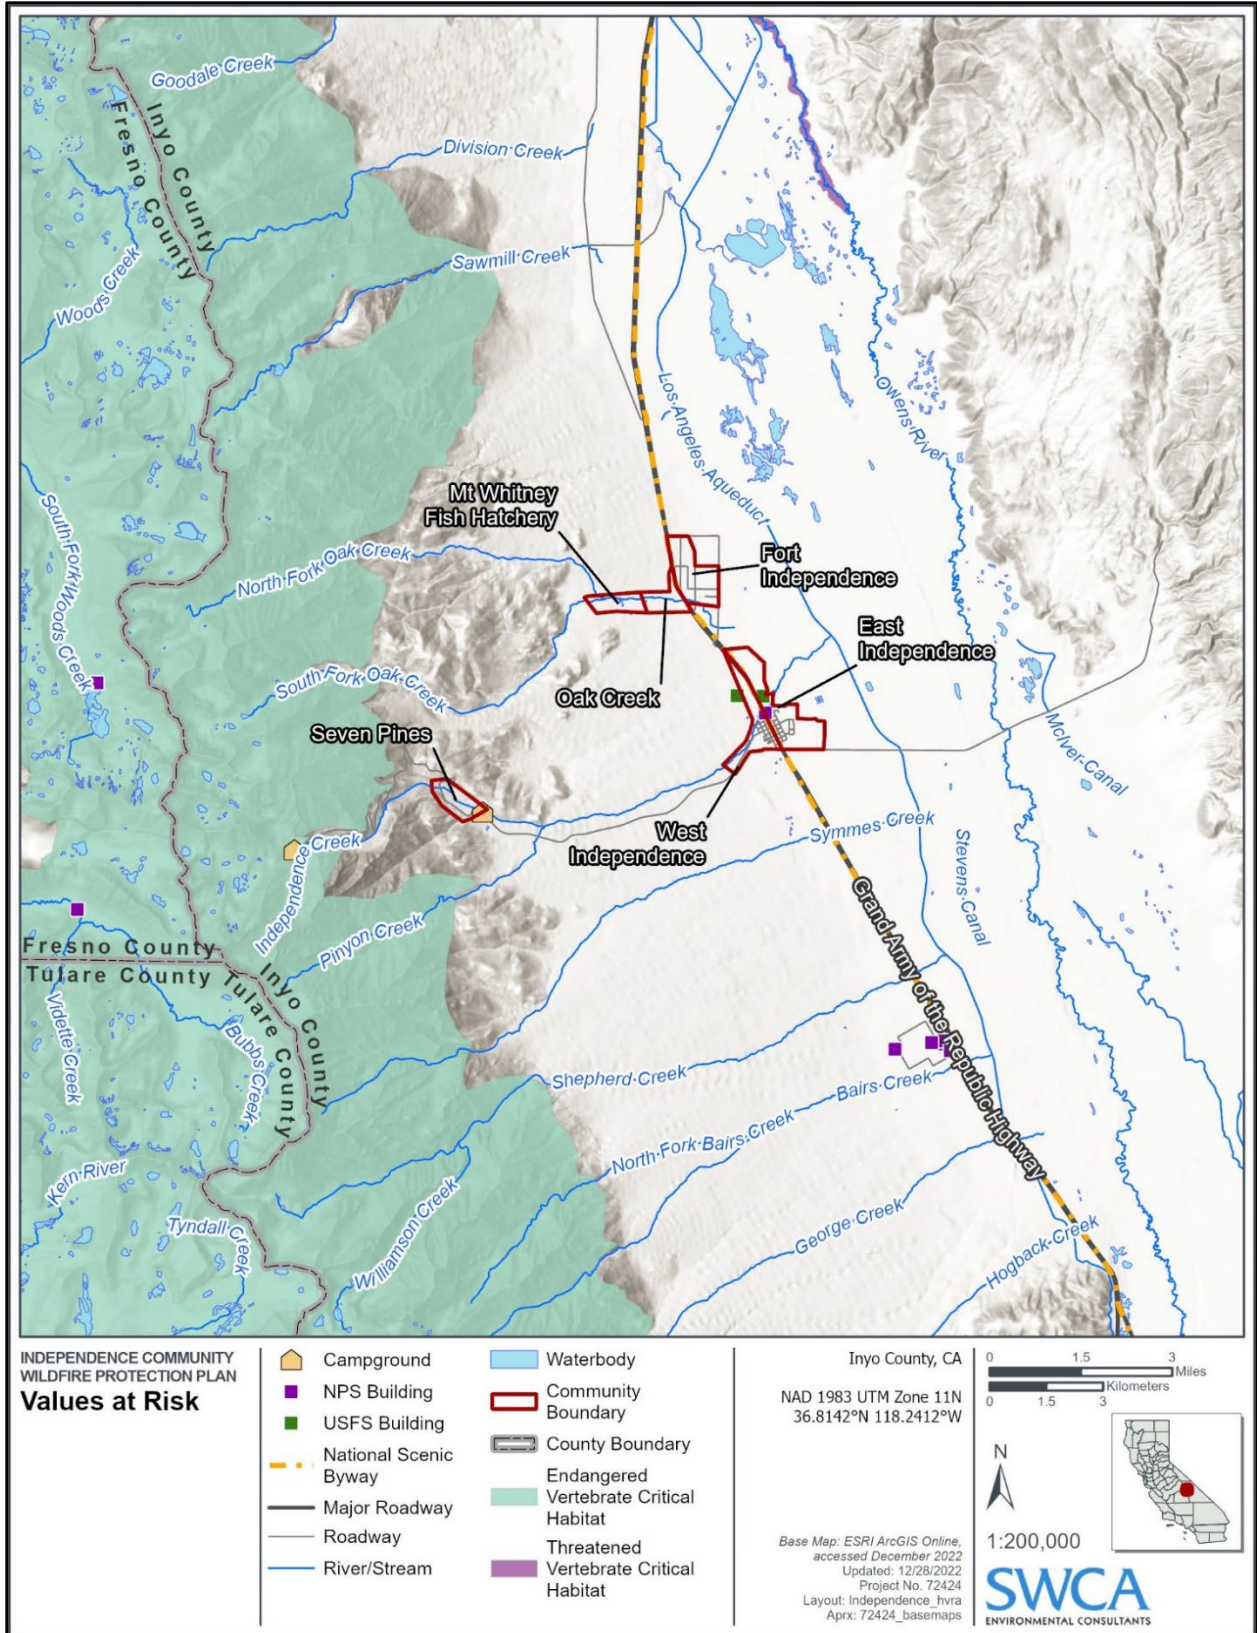 Goodale Creek
Inyo County
Fresno County
Division Creek
Sawmill Creek
Woods Creek
Los Angeles Aqueduct
Owens River
Mt Whitney
Fish Hatchery
South Fork Woods Creek
North Fork Oak Creek
Fort
Independence
East
Independence
South Fork Oak Creek
Oak Creek
Seven Pines
McIver Canal
West
Independence
Symmes Creek
Stevens Canal
Independence Creek
Pinyon Creek
Grand Army of the Republic Highway
Fresno County
Tulare County
Inyo County
Tulare County
Vidette Creek
Bubbs Creek
Shepherd Creek
Bairs Creek
North Fork Bairs Creek
Kern River
Tyndall Creek
Williamson Creek
George Creek
Hogback Creek
INDEPENDENCE COMMUNITY
WILDFIRE PROTECTION PLAN
Values at Risk
Campground
NPS Building
USFS Building
National Scenic
Byway
Major Roadway
Roadway
River/Stream
Waterbody
Community
Boundary
County Boundary
Endangered
Vertebrate Critical
Habitat
Threatened
Vertebrate Critical
Habitat
Inyo County, CA
NAD 1983 UTM Zone 11N
36.8142°N 118.2412°W
Base Map: ESRI ArcGIS Online,
accessed December 2022
Updated: 12/28/2022
Project No. 72424
Layout: Independence_hvra
Aprx: 72424_basemaps
0 1.5 3
Miles
Kilometers
0 1.5 3
N
1:200,000
SWCA
ENVIRONMENTAL CONSULTANTS